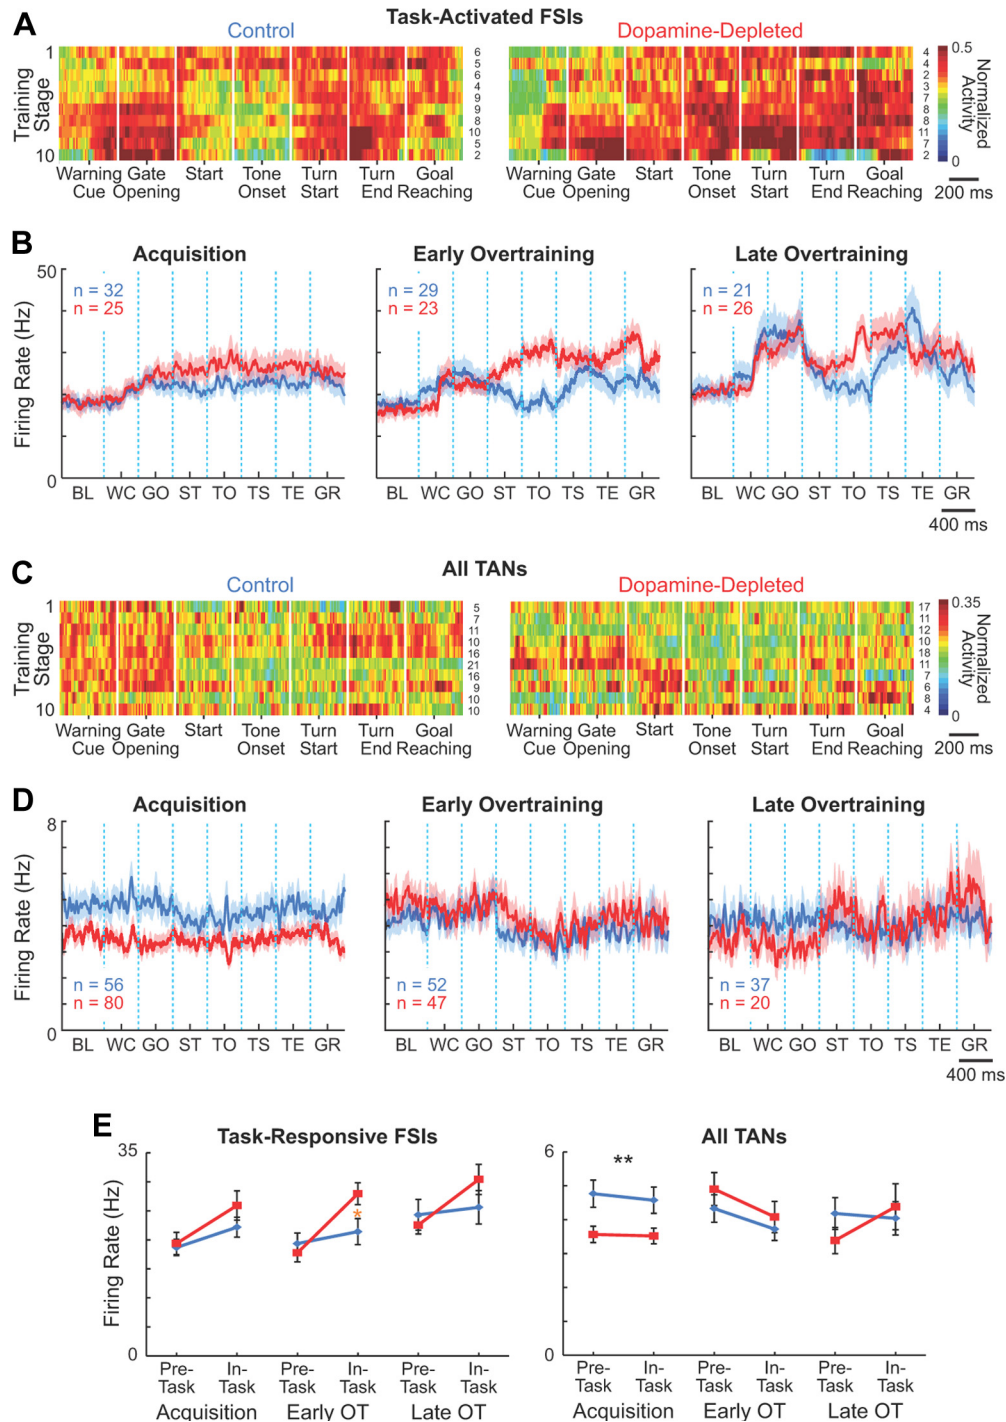 A
Task-Activated FSIs
Control
Dopamine-Depleted
Training Stage
1
10
6
5
6
4
9
9
8
10
5
2
4
4
2
3
7
8
8
11
7
2
0.5
0
Normalized Activity
Warning Cue
Gate Opening
Start
Tone Onset
Turn Start
Turn End
Goal Reaching
Warning Cue
Gate Opening
Start
Tone Onset
Turn Start
Turn End
Goal Reaching
200 ms
B
Acquisition
Early Overtraining
Late Overtraining
Firing Rate (Hz)
50
0
n = 32
n = 25
n = 29
n = 23
n = 21
n = 26
BL WC GO ST TO TS TE GR
BL WC GO ST TO TS TE GR
BL WC GO ST TO TS TE GR
400 ms
C
All TANs
Control
Dopamine-Depleted
Training Stage
1
10
5
7
11
10
16
21
16
9
10
10
17
11
12
10
18
11
7
6
8
4
0.35
0
Normalized Activity
Warning Cue
Gate Opening
Start
Tone Onset
Turn Start
Turn End
Goal Reaching
Warning Cue
Gate Opening
Start
Tone Onset
Turn Start
Turn End
Goal Reaching
200 ms
D
Acquisition
Early Overtraining
Late Overtraining
Firing Rate (Hz)
8
0
n = 56
n = 80
n = 52
n = 47
n = 37
n = 20
BL WC GO ST TO TS TE GR
BL WC GO ST TO TS TE GR
BL WC GO ST TO TS TE GR
400 ms
E
Task-Responsive FSIs
All TANs
Firing Rate (Hz)
35
0
*
Pre-Task
In-Task
Pre-Task
In-Task
Pre-Task
In-Task
Acquisition
Early OT
Late OT
6
0
**
Pre-Task
In-Task
Pre-Task
In-Task
Pre-Task
In-Task
Acquisition
Early OT
Late OT